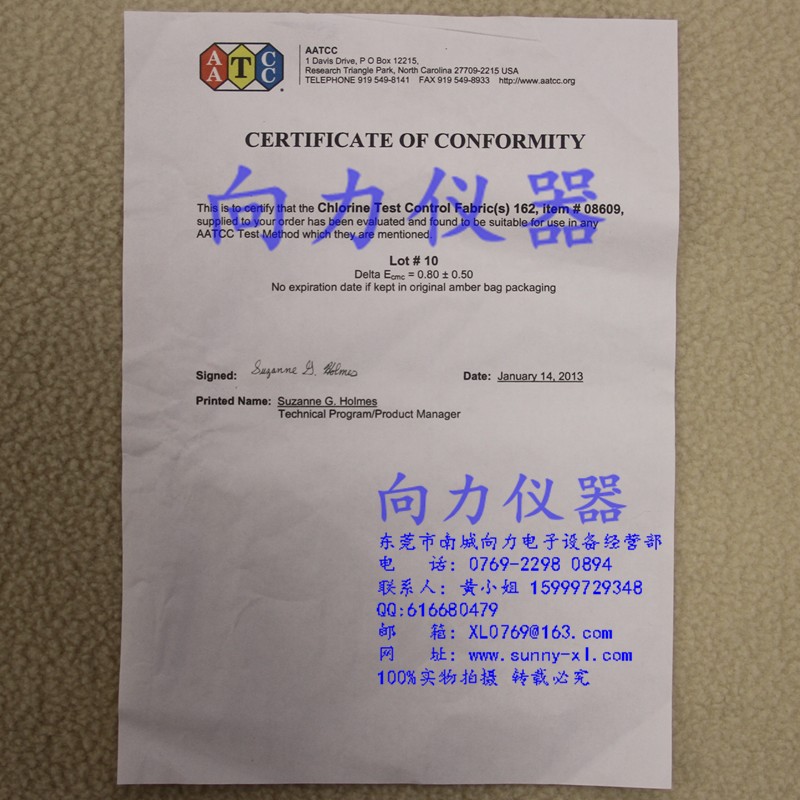 AATCC
AATCC
1 Davis Drive, P O Box 12215,
Research Triangle Park, North Carolina 27709-2215 USA
TELEPHONE 919 549-8141 FAX 919 549-8933 http://www.aatcc.org
CERTIFICATE OF CONFORMITY
向力仪器
This is to certify that the Chlorine Test Control Fabric(s) 162, Item # 08609,
supplied to your order has been evaluated and found to be suitable for use in any
AATCC Test Method which they are mentioned.
Lot # 10
Delta Ecmc = 0.80 ± 0.50
No expiration date if kept in original amber bag packaging
Signed: Suzanne G. Holmes
Date: January 14, 2013
Printed Name: Suzanne G. Holmes
Technical Program/Product Manager
向力仪器
东莞市南城向力电子设备经营部
电 话: 0769-2298 0894
联系人: 黄小姐 15999729348
QQ:616680479
邮 箱: XL0769@163.com
网 址: www.sunny-xl.com
100%实物拍摄 转载必究